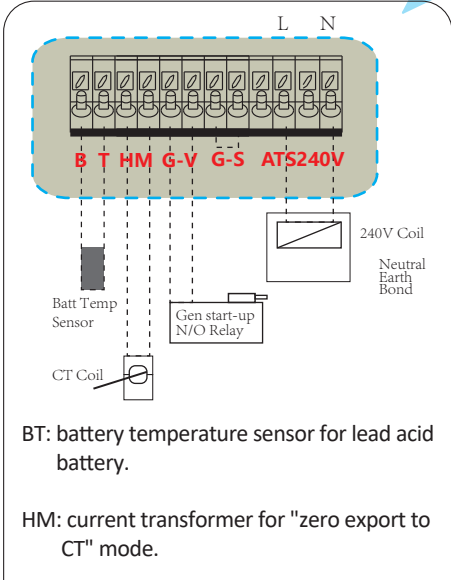 L N
B T HM G-V G-S ATS240V
240V Coil
Neutral
Earth
Bond
Batt Temp
Sensor
Gen start-up
N/O Relay
CT Coil
BT: battery temperature sensor for lead acid
battery.
HM: current transformer for "zero export to
CT" mode.